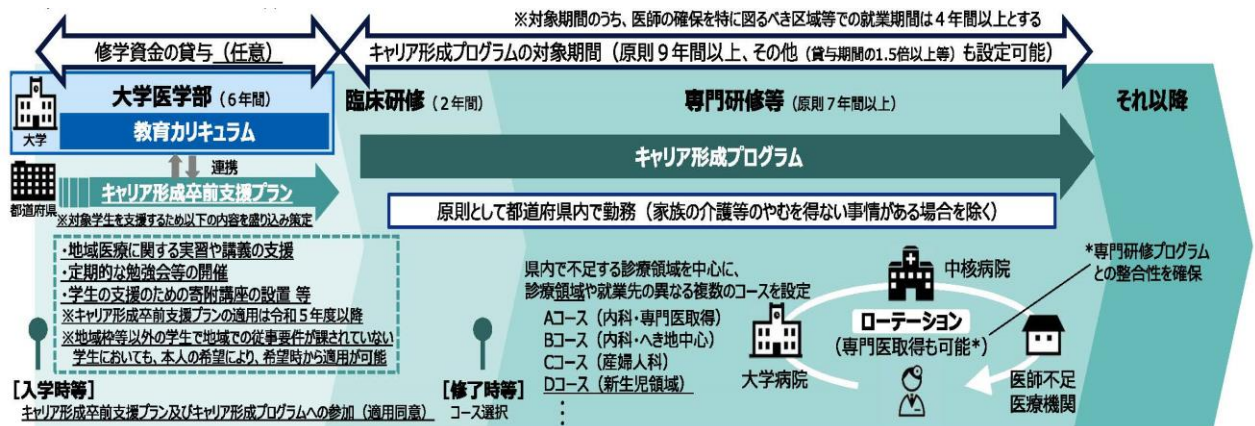 ※対象期間のうち、医師の確保を特に図るべき区域等での就業期間は4年間以上とする
修学資金の貸与（任意）
キャリア形成プログラムの対象期間（原則9年間以上、その他（貸与期間の1.5倍以上等）も設定可能）
大学
大学医学部（6年間）
教育カリキュラム
臨床研修（2年間）
専門研修等（原則7年間以上）
それ以降
連携
キャリア形成プログラム
都道府県
キャリア形成卒前支援プラン
※対象学生を支援するため以下の内容を盛り込み策定
原則として都道府県内で勤務（家族の介護等のやむを得ない事情がある場合を除く）
・地域医療に関する実習や講義の支援
・定期的な勉強会等の開催
・学生の支援のための寄附講座の設置 等
※キャリア形成卒前支援プランの適用は令和5年度以降
※地域枠等以外の学生で地域での従事要件が課されていない
学生においても、本人の希望により、希望時から適用が可能
［入学時等］
キャリア形成卒前支援プラン及びキャリア形成プログラムへの参加（適用同意）
［修了時等］
コース選択
県内で不足する診療領域を中心に、
診療領域や就業先の異なる複数のコースを設定
Aコース（内科・専門医取得）
Bコース（内科・へき地中心）
Cコース（産婦人科）
Dコース（新生児領域）
⋮
中核病院
*専門研修プログラム
との整合性を確保
ローテーション
（専門医取得も可能*）
大学病院
医師不足
医療機関